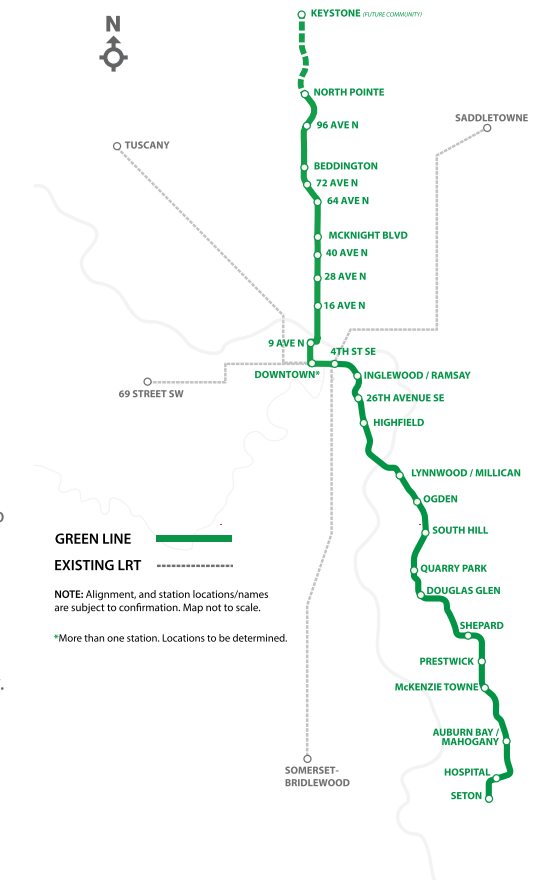 N
KEYSTONE (FUTURE COMMUNITY)
NORTH POINTE
SADDLETOWNE
96 AVE N
TUSCANY
BEDDINGTON
72 AVE N
64 AVE N
MCKNIGHT BLVD
40 AVE N
28 AVE N
16 AVE N
9 AVE N
4TH ST SE
DOWNTOWN*
INGLEWOOD / RAMSAY
69 STREET SW
26TH AVENUE SE
HIGHFIELD
LYNNWOOD / MILLICAN
OGDEN
SOUTH HILL
GREEN LINE
EXISTING LRT
QUARRY PARK
DOUGLAS GLEN
NOTE: Alignment, and station locations/names
are subject to confirmation. Map not to scale.
SHEPARD
*More than one station. Locations to be determined.
PRESTWICK
McKENZIE TOWNE
AUBURN BAY /
MAHOGANY
HOSPITAL
SOMERSET-
BRIDLEWOOD
SETON